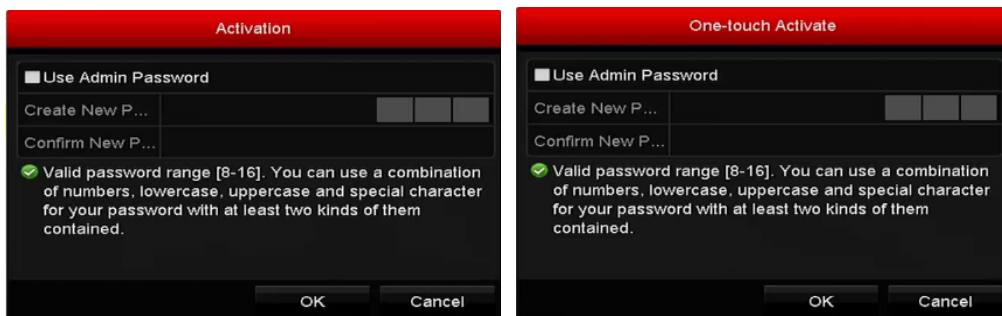 Activation
Use Admin Password
Create New P...
Confirm New P...
Valid password range [8-16]. You can use a combination
of numbers, lowercase, uppercase and special character
for your password with at least two kinds of them
contained.
OK
Cancel
One-touch Activate
Use Admin Password
Create New P...
Confirm New P...
Valid password range [8-16]. You can use a combination
of numbers, lowercase, uppercase and special character
for your password with at least two kinds of them
contained.
OK
Cancel